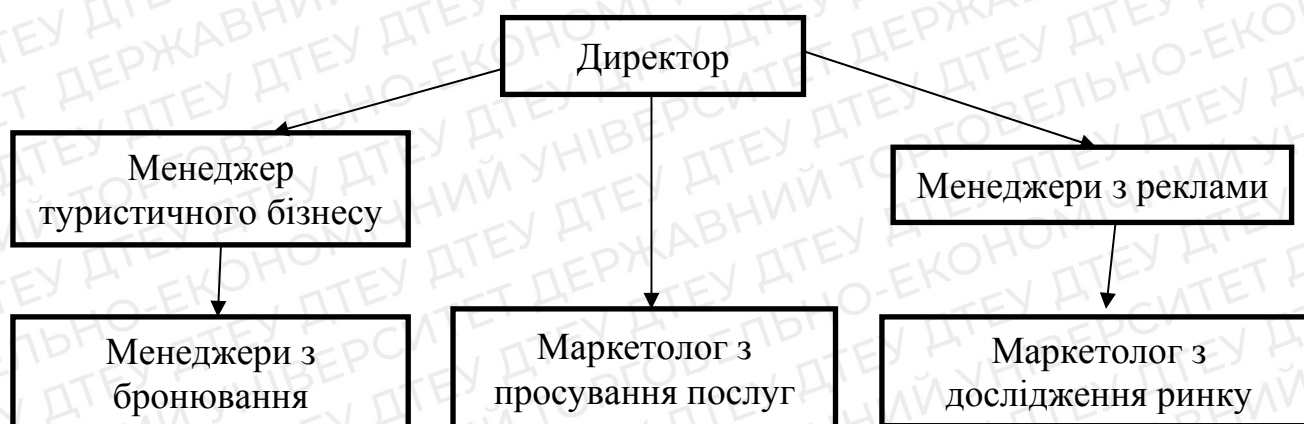 Директор
Менеджер
туристичного бізнесу
Менеджери з реклами
Менеджери з
бронювання
Маркетолог з
просування послуг
Маркетолог з
дослідження ринку